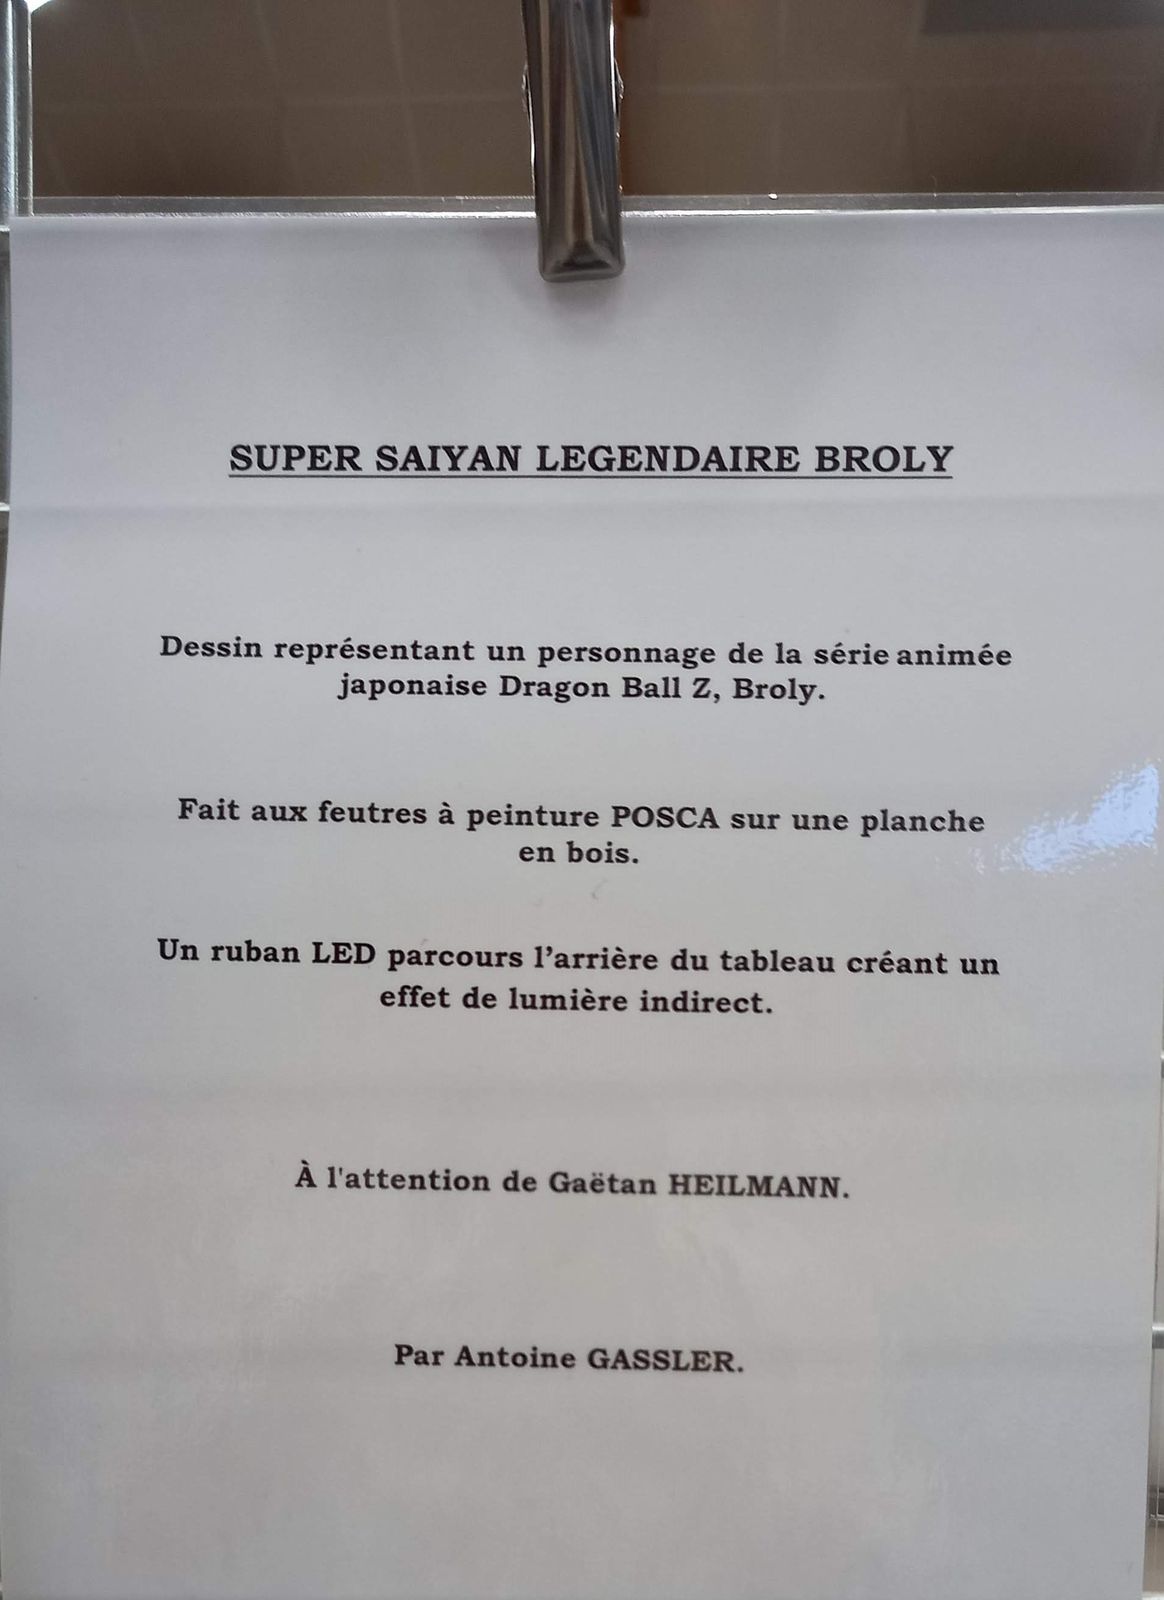 SUPER SAIYAN LEGENDAIRE BROLY
Dessin représentant un personnage de la série animée
japonaise Dragon Ball Z, Broly.
Fait aux feutres à peinture POSCA sur une planche
en bois.
Un ruban LED parcours l’arrière du tableau créant un
effet de lumière indirect.
À l'attention de Gaëtan HEILMANN.
Par Antoine GASSLER.